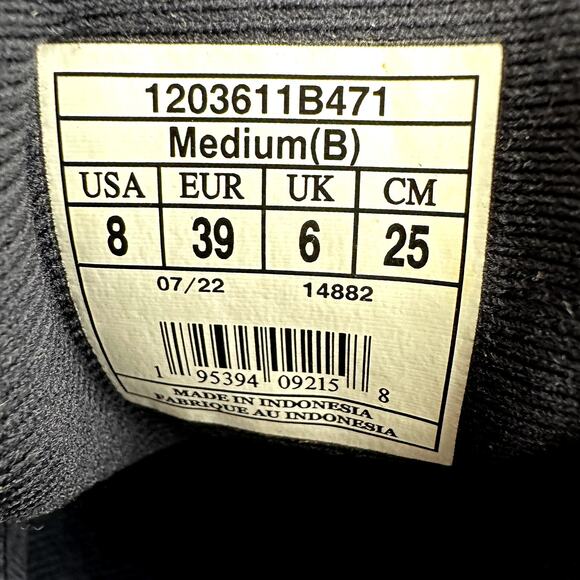 1203611B471
Medium(B)
USA EUR UK CM
8 39 6 25
07/22 14882
1 95394 09215 8
MADE IN INDONESIA
FABRIQUE AU INDONESIA